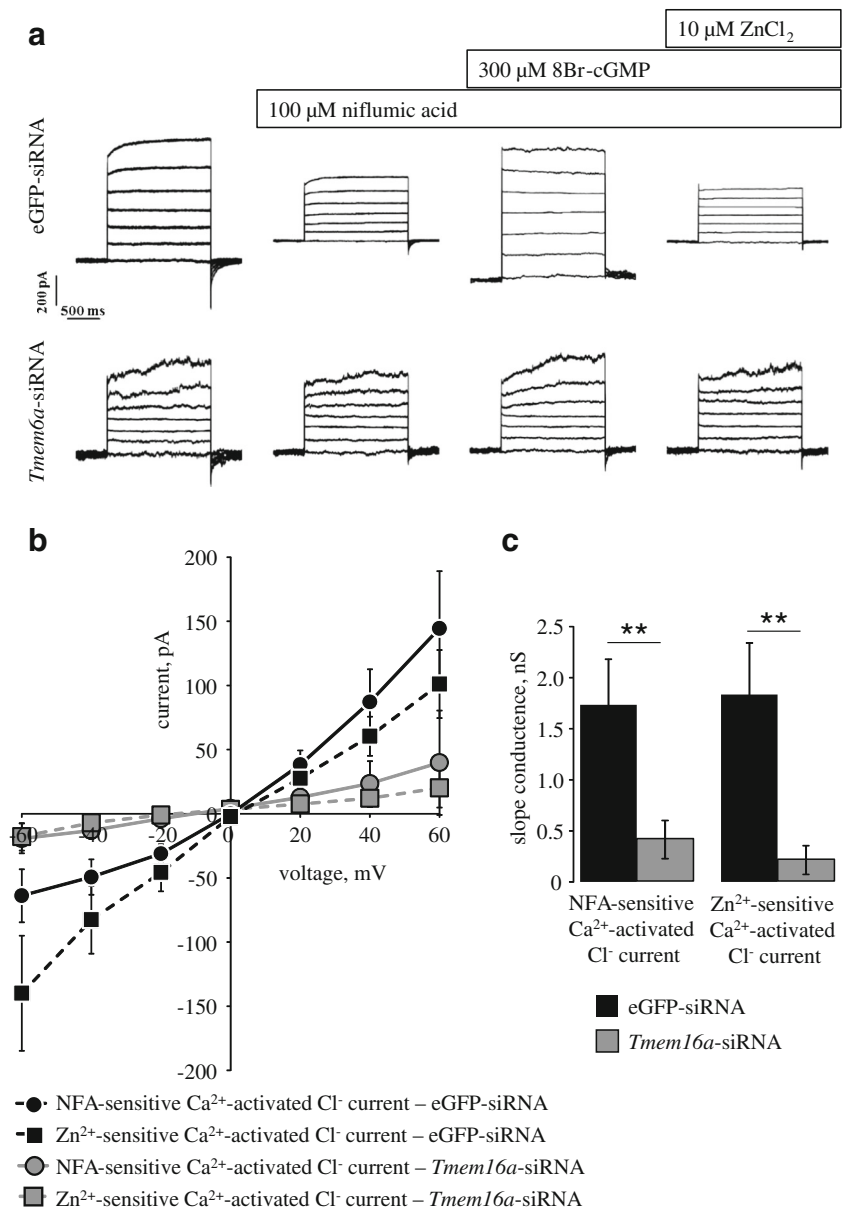 a
10 µM ZnCl2
300 µM 8Br-cGMP
100 µM niflumic acid
eGFP-siRNA
200 pA
500 ms
Tmem6a-siRNA
b
200
150
100
50
0
-50
-100
-150
-200
current, pA
-60
-40
-20
0
20
40
60
voltage, mV
c
2.5
2.0
1.5
1.0
0.5
0
slope conductence, nS
**
**
NFA-sensitive
Ca2+-activated
Cl- current
Zn2+-sensitive
Ca2+-activated
Cl- current
eGFP-siRNA
Tmem16a-siRNA
NFA-sensitive Ca2+-activated Cl- current – eGFP-siRNA
Zn2+-sensitive Ca2+-activated Cl- current – eGFP-siRNA
NFA-sensitive Ca2+-activated Cl- current – Tmem16a-siRNA
Zn2+-sensitive Ca2+-activated Cl- current – Tmem16a-siRNA